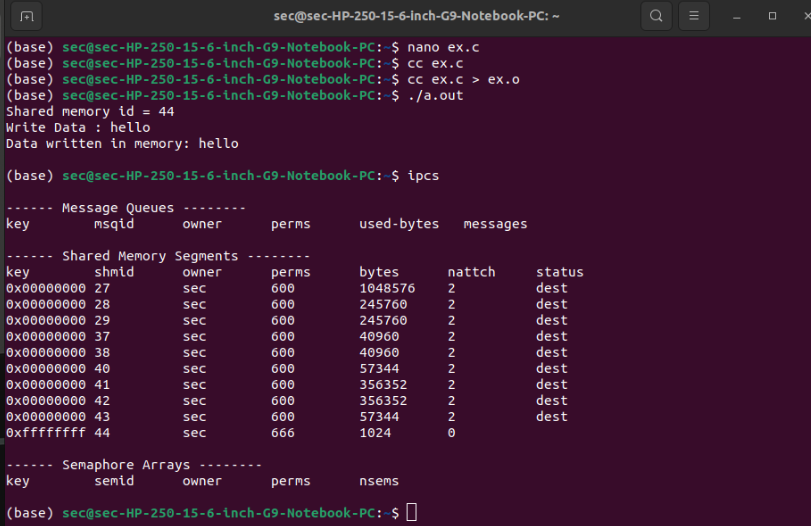 sec@sec-HP-250-15-6-inch-G9-Notebook-PC: ~
(base) sec@sec-HP-250-15-6-inch-G9-Notebook-PC:~$ nano ex.c
(base) sec@sec-HP-250-15-6-inch-G9-Notebook-PC:~$ cc ex.c
(base) sec@sec-HP-250-15-6-inch-G9-Notebook-PC:~$ cc ex.c > ex.o
(base) sec@sec-HP-250-15-6-inch-G9-Notebook-PC:~$ ./a.out
Shared memory id = 44
Write Data : hello
Data written in memory: hello
(base) sec@sec-HP-250-15-6-inch-G9-Notebook-PC:~$ ipcs
------ Message Queues --------
key        msqid      owner      perms      used-bytes   messages
------ Shared Memory Segments --------
key        shmid      owner      perms      bytes      nattch     status
0x00000000 27         sec        600        1048576    2          dest
0x00000000 28         sec        600        245760     2          dest
0x00000000 29         sec        600        245760     2          dest
0x00000000 37         sec        600        40960      2          dest
0x00000000 38         sec        600        40960      2          dest
0x00000000 40         sec        600        57344      2          dest
0x00000000 41         sec        600        356352     2          dest
0x00000000 42         sec        600        356352     2          dest
0x00000000 43         sec        600        57344      2          dest
0xffffffff 44         sec        666        1024       0
------ Semaphore Arrays --------
key        semid      owner      perms      nsems
(base) sec@sec-HP-250-15-6-inch-G9-Notebook-PC:~$